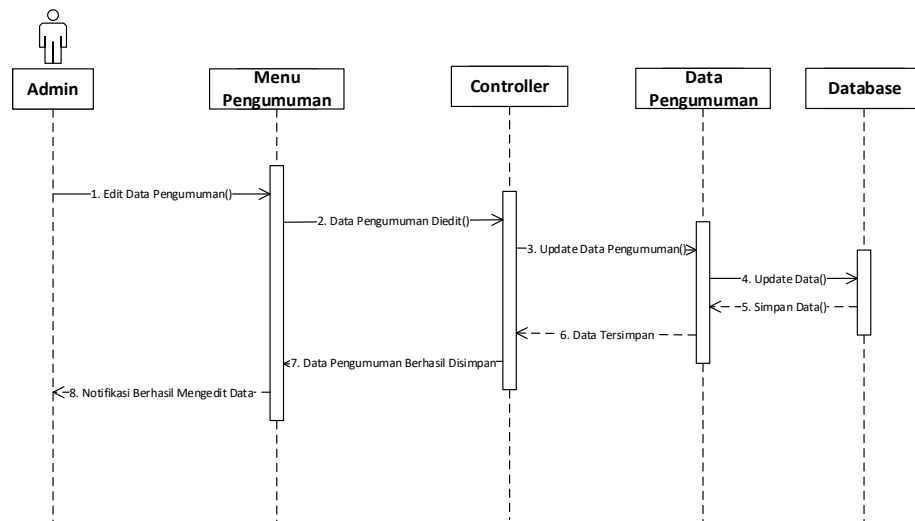 Admin
Menu
Pengumuman
Controller
Data
Pengumuman
Database
1. Edit Data Pengumuman()
2. Data Pengumuman Diedit()
3. Update Data Pengumuman()
4. Update Data()
5. Simpan Data()
6. Data Tersimpan
7. Data Pengumuman Berhasil Disimpan
8. Notifikasi Berhasil Mengedit Data